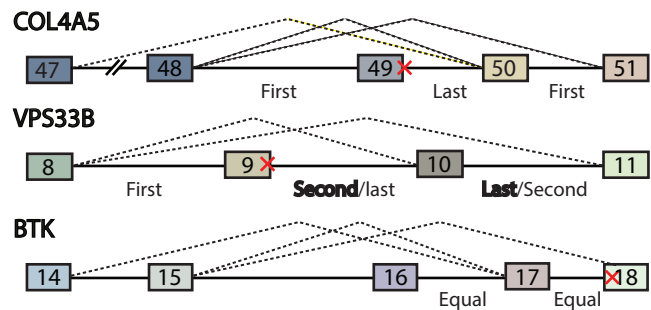 COL4A5
47 48 49 50 51
First Last First
VPS33B
8 9 10 11
First Second/last Last/Second
BTK
14 15 16 17 18
Equal Equal